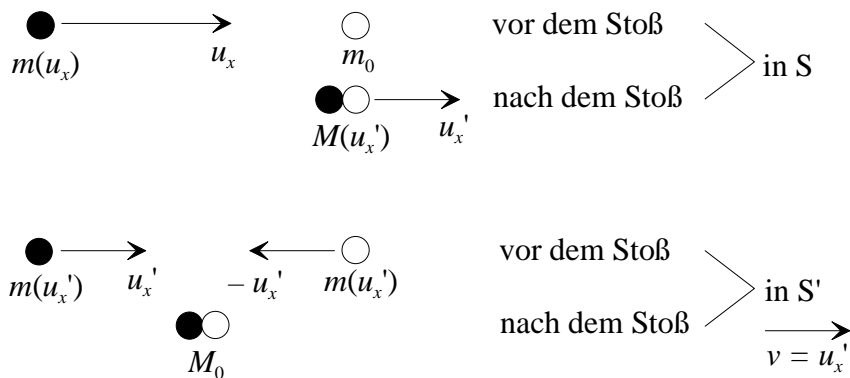 vor dem Stoß
m(uₓ) uₓ m₀
in S
nach dem Stoß
M(uₓ') uₓ'
vor dem Stoß
m(uₓ') uₓ' – uₓ' m(uₓ')
in S'
nach dem Stoß
M₀ v = uₓ'